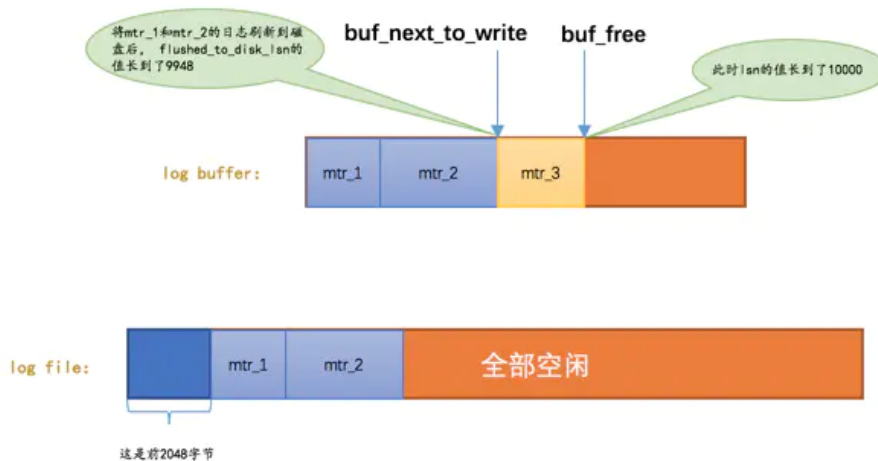 将mtr_1和mtr_2的日志刷新到磁
盘后， flushed_to_disk_lsn的
值长到了9948
buf_next_to_write
buf_free
此时lsn的值长到了10000
log buffer:
mtr_1
mtr_2
mtr_3
log file:
mtr_1
mtr_2
全部空闲
这是前2048字节